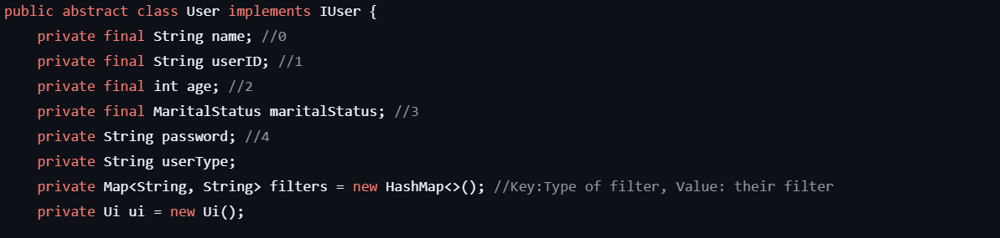 public abstract class User implements IUser {
    private final String name; //0
    private final String userID; //1
    private final int age; //2
    private final MaritalStatus maritalStatus; //3
    private String password; //4
    private String userType;
    private Map<String, String> filters = new HashMap<>(); //Key:Type of filter, Value: their filter
    private Ui ui = new Ui();